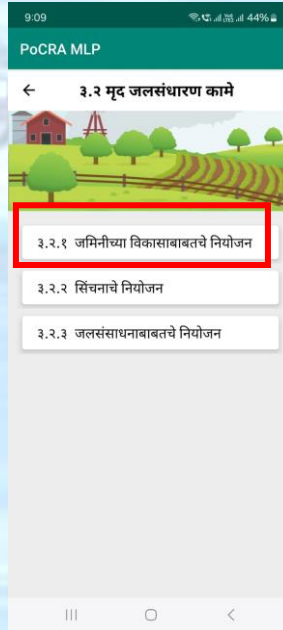 9:09 44%
PoCRA MLP
३.२ मृद जलसंधारण कामे
३.२.१ जमिनीच्या विकासाबाबतचे नियोजन
३.२.२ सिंचनाचे नियोजन
३.२.३ जलसंसाधनाबाबतचे नियोजन